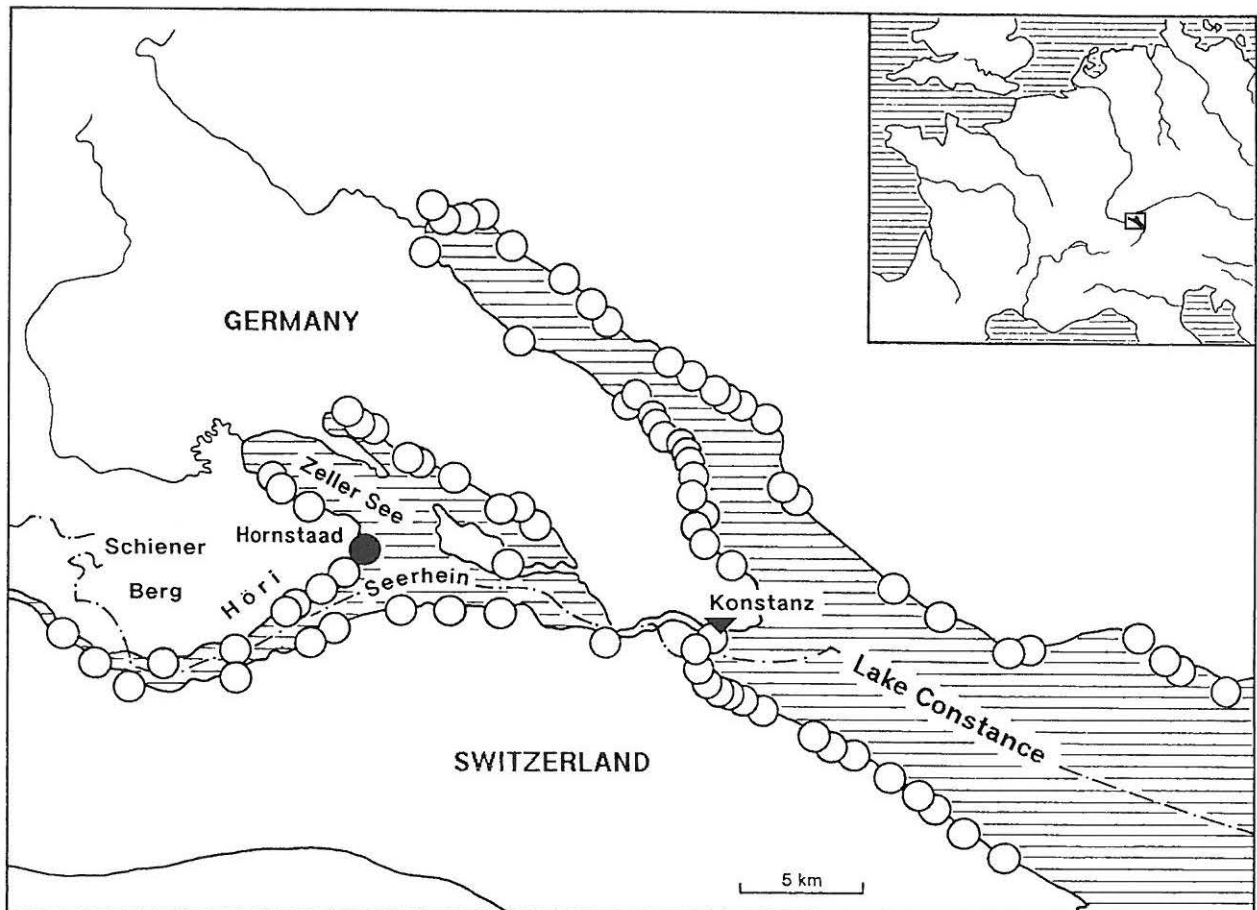 GERMANY
Zeller See
Hornstaad
Schiener
Berg
Höri
Seerhein
Konstanz
Lake Constance
SWITZERLAND
5 km